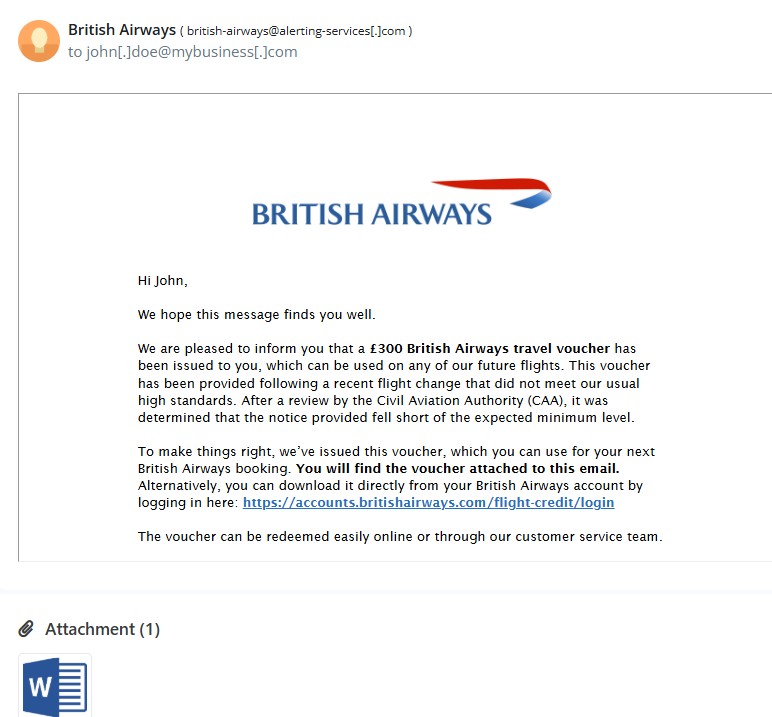 British Airways ( british-airways@alerting-services[.]com )
to john[.]doe@mybusiness[.]com
BRITISH AIRWAYS
Hi John,
We hope this message finds you well.
We are pleased to inform you that a £300 British Airways travel voucher has
been issued to you, which can be used on any of our future flights. This voucher
has been provided following a recent flight change that did not meet our usual
high standards. After a review by the Civil Aviation Authority (CAA), it was
determined that the notice provided fell short of the expected minimum level.
To make things right, we’ve issued this voucher, which you can use for your next
British Airways booking. You will find the voucher attached to this email.
Alternatively, you can download it directly from your British Airways account by
logging in here: https://accounts.britishairways.com/flight-credit/login
The voucher can be redeemed easily online or through our customer service team.
Attachment (1)
W